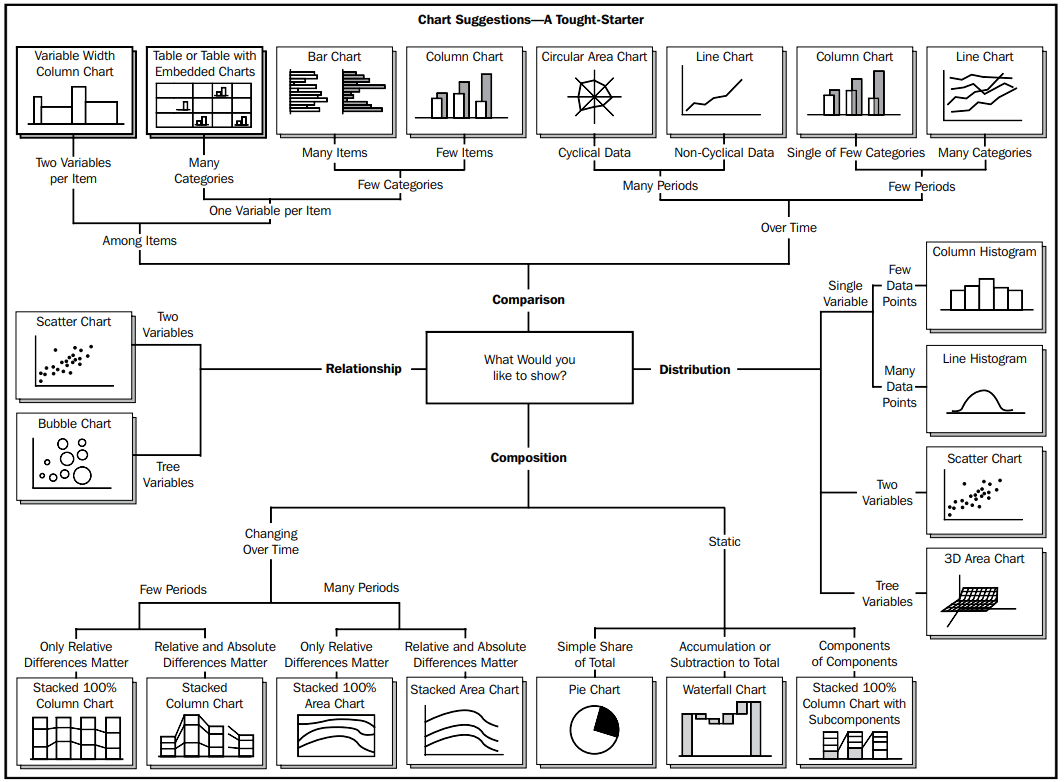 Chart Suggestions—A Tought-Starter
Variable Width
Column Chart
Table or Table with
Embedded Charts
Bar Chart
Column Chart
Circular Area Chart
Line Chart
Column Chart
Line Chart
Two Variables
per Item
Many
Categories
Many Items
Few Items
Cyclical Data
Non-Cyclical Data
Single of Few Categories
Many Categories
Few Categories
Many Periods
Few Periods
One Variable per Item
Among Items
Over Time
Comparison
Scatter Chart
Two
Variables
Bubble Chart
Tree
Variables
Relationship
What Would you
like to show?
Distribution
Single
Variable
Few
Data
Points
Column Histogram
Many
Data
Points
Line Histogram
Two
Variables
Scatter Chart
Tree
Variables
3D Area Chart
Composition
Changing
Over Time
Static
Few Periods
Many Periods
Only Relative
Differences Matter
Relative and Absolute
Differences Matter
Only Relative
Differences Matter
Relative and Absolute
Differences Matter
Simple Share
of Total
Accumulation or
Subtraction to Total
Components
of Components
Stacked 100%
Column Chart
Stacked
Column Chart
Stacked 100%
Area Chart
Stacked Area Chart
Pie Chart
Waterfall Chart
Stacked 100%
Column Chart with
Subcomponents